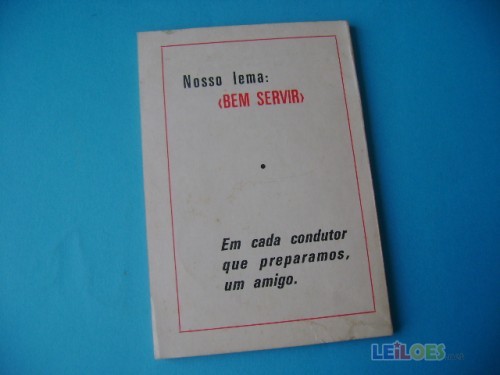 Nosso lema:
‹BEM SERVIR›
•
Em cada condutor
que preparamos,
um amigo.
LEiLOES